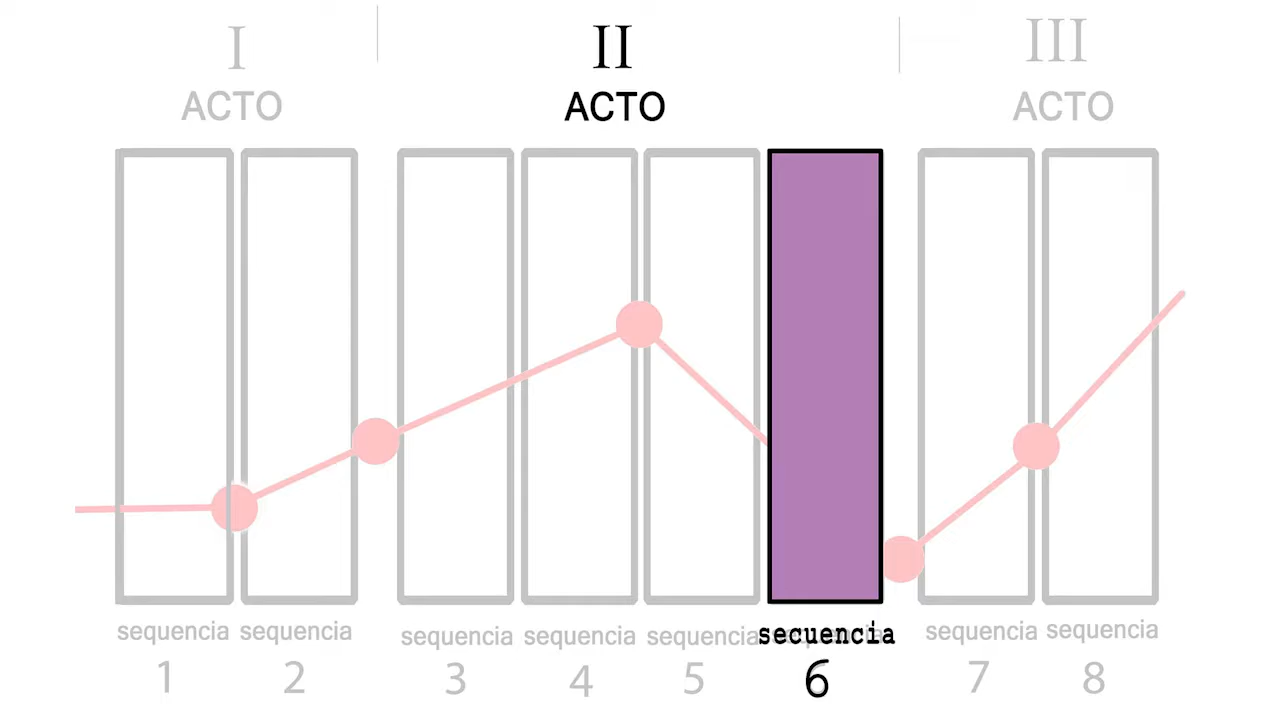 I
II
III
ACTO
ACTO
ACTO
sequencia sequencia sequencia sequencia sequencia secuencia sequencia sequencia
1 2 3 4 5 6 7 8